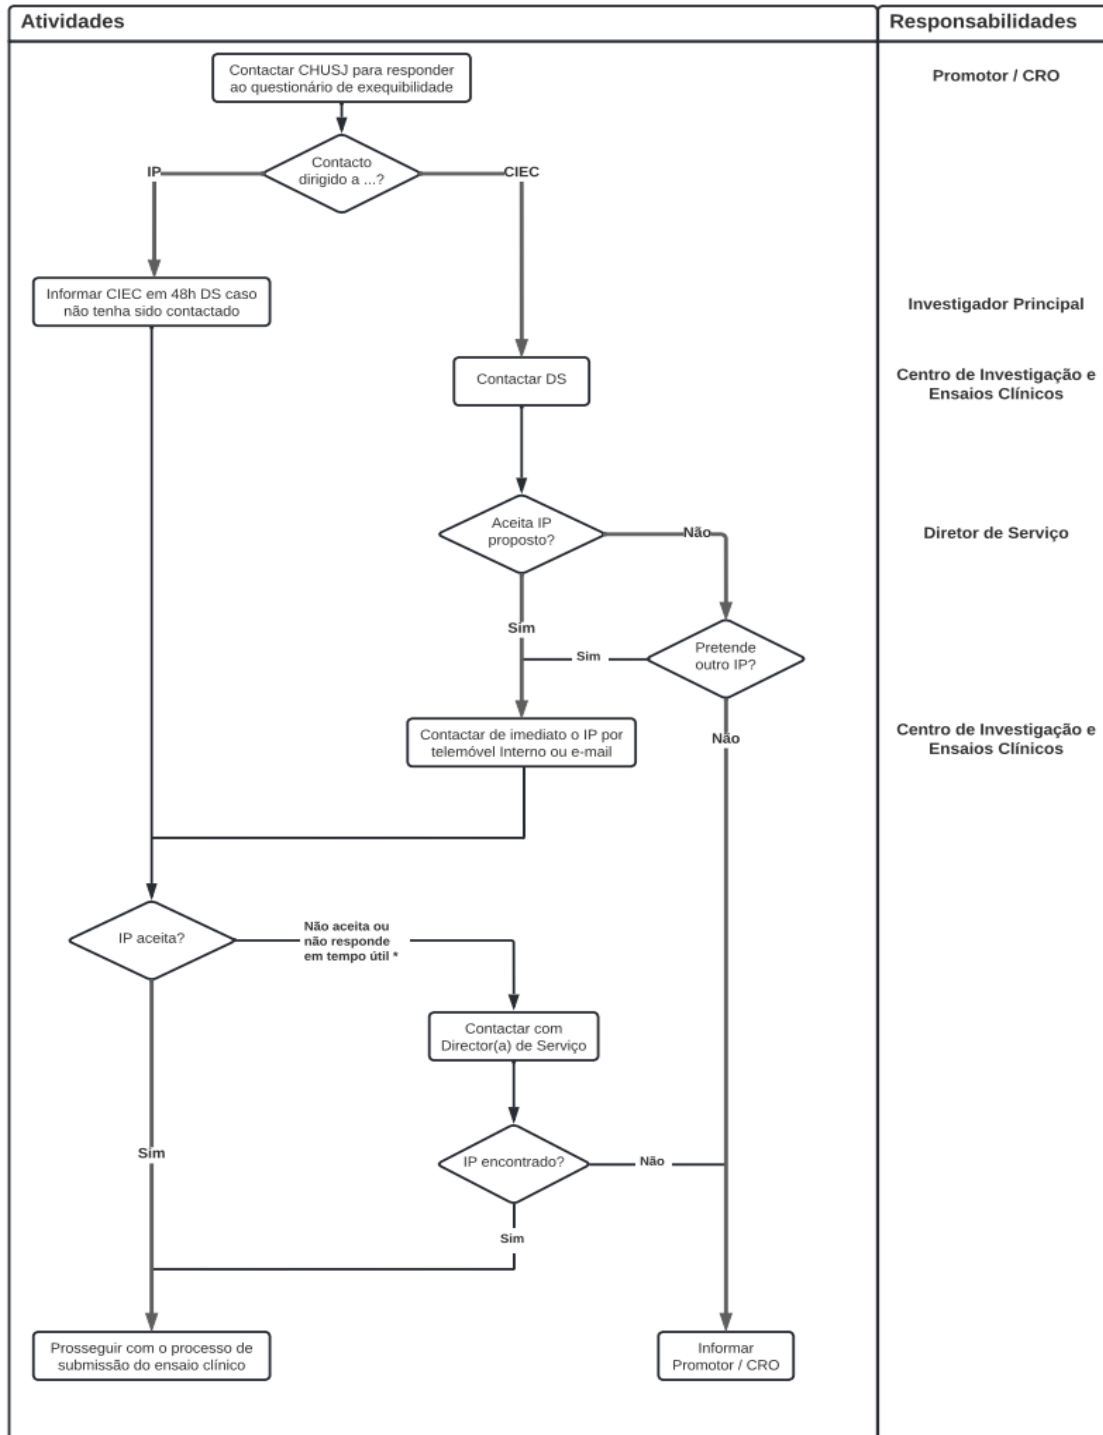 Atividades
Responsabilidades
Contactar CHUSJ para responder
ao questionário de exequibilidade
Promotor / CRO
Contacto
dirigido a ...?
IP
CIEC
Informar CIEC em 48h DS caso
não tenha sido contactado
Investigador Principal
Contactar DS
Centro de Investigação e
Ensaios Clínicos
Aceita IP
proposto?
Não
Diretor de Serviço
Sim
Sim
Pretende
outro IP?
Contactar de imediato o IP por
telemóvel Interno ou e-mail
Não
Centro de Investigação e
Ensaios Clínicos
IP aceita?
Não aceita ou
não responde
em tempo útil *
Contactar com
Director(a) de Serviço
Sim
IP encontrado?
Não
Sim
Prosseguir com o processo de
submissão do ensaio clínico
Informar
Promotor / CRO